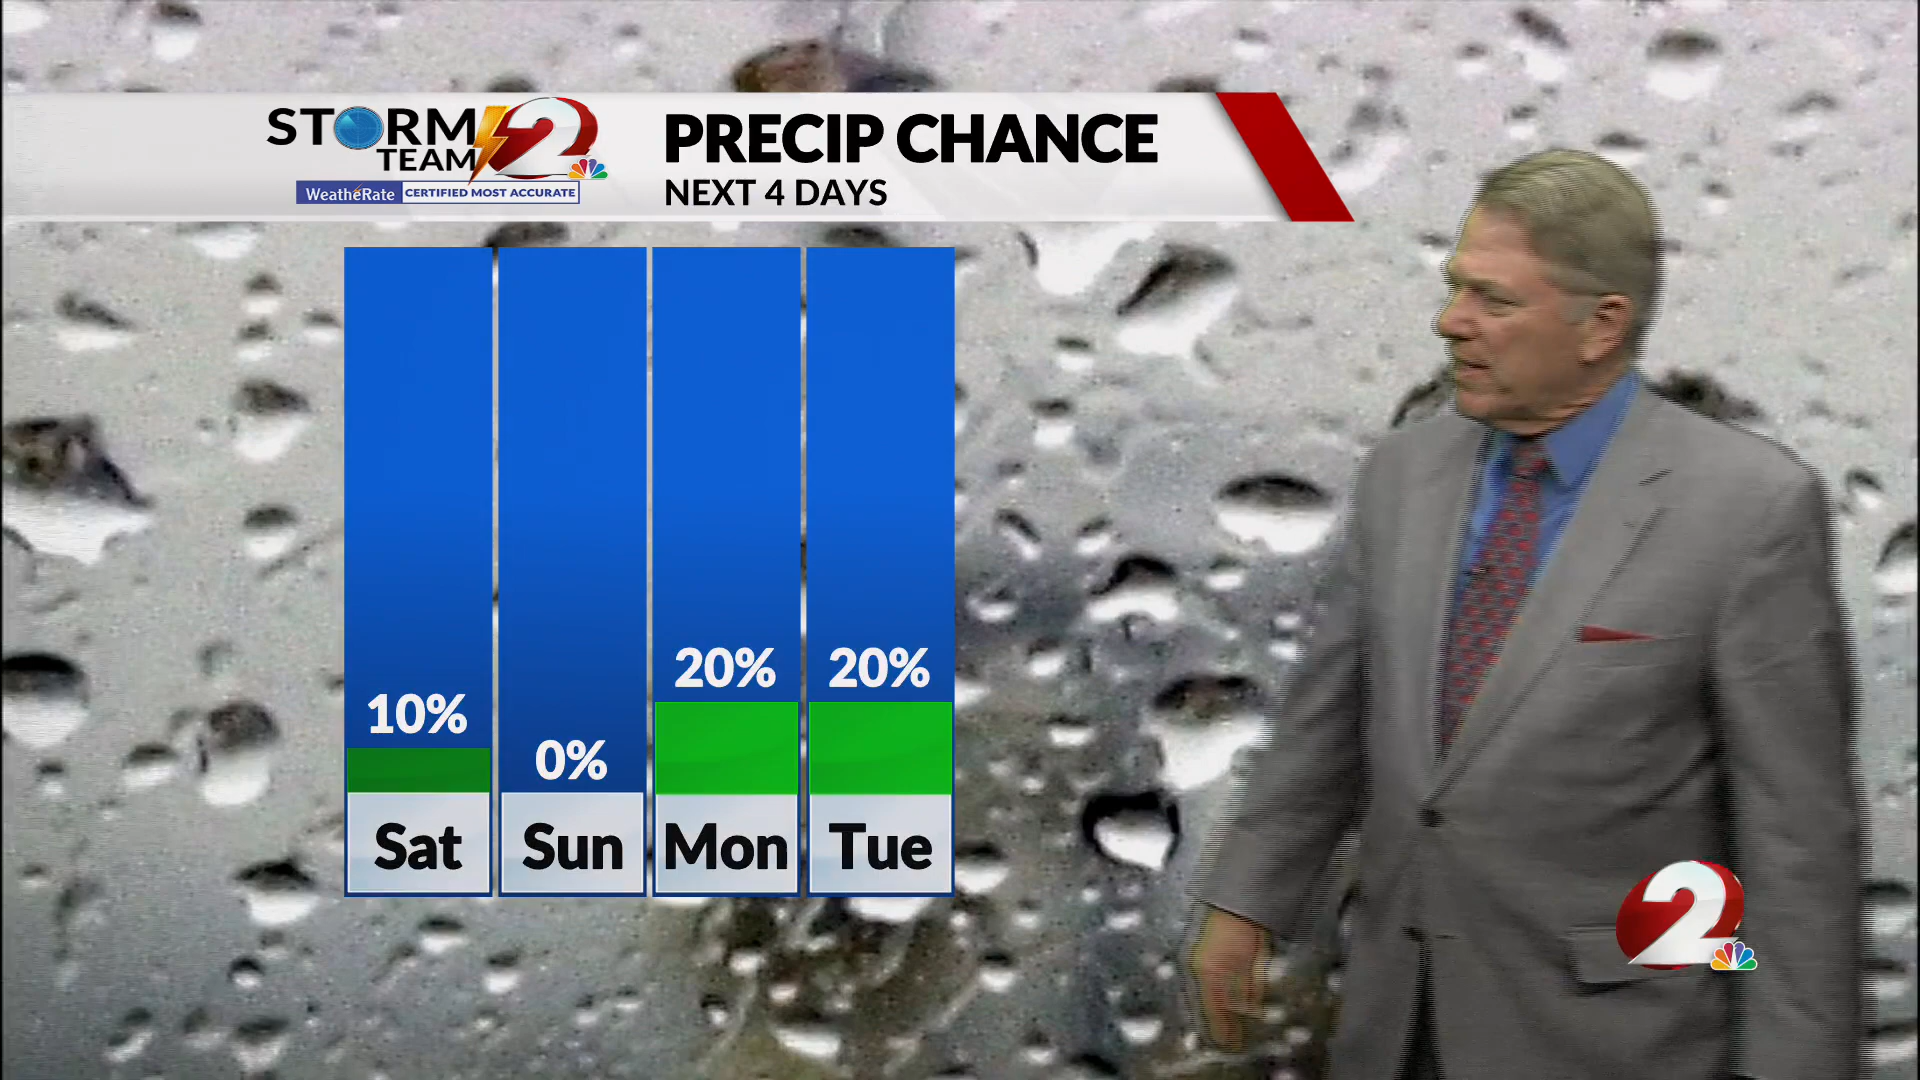 STORM
TEAM
2
WeatheRate CERTIFIED MOST ACCURATE
PRECIP CHANCE
NEXT 4 DAYS
10%
0%
20%
20%
Sat
Sun
Mon
Tue
2